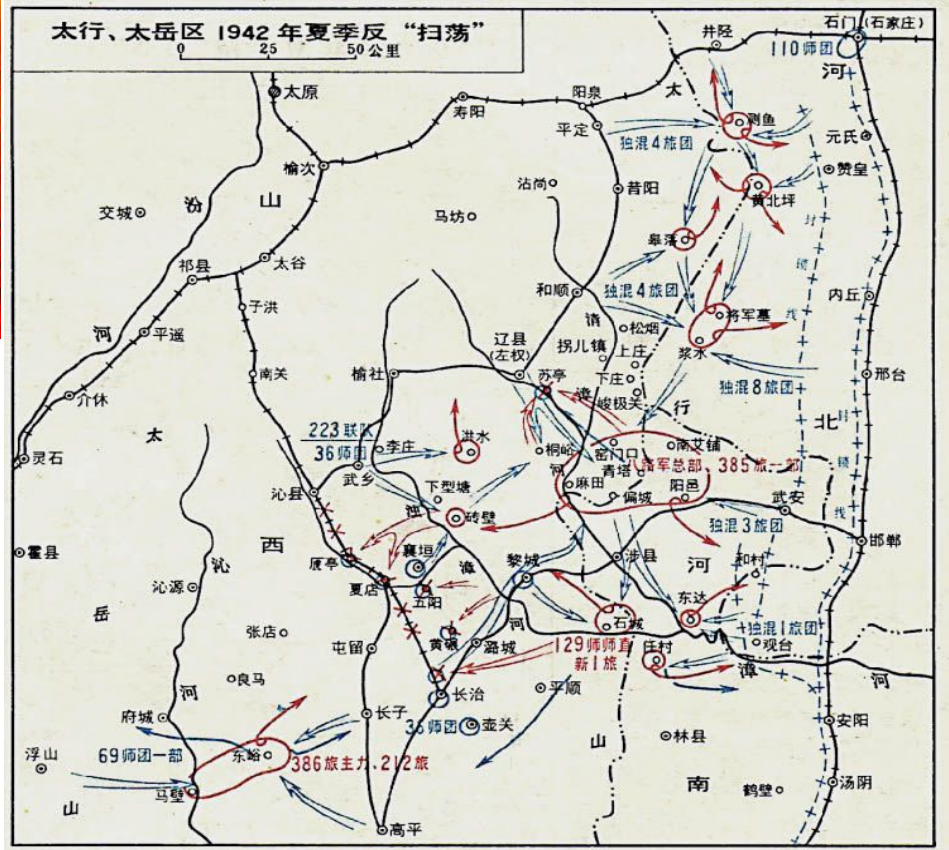 太行、太岳区 1942 年夏季反“扫荡”
0 25 50公里
石门(石家庄)
井陉
110师团
河
太原
寿阳
阳泉
太
测鱼
平定
独混4旅团
元氏
榆次
赞皇
沾尚
昔阳
黄北坪
汾
山
交城
马坊
封
皋落
锁
太谷
祁县
和顺
独混4旅团
内丘
子洪
清
将军墓
线
河
平遥
松烟
辽县
(左权)
拐儿镇
上庄
浆水
南关
榆社
苏亭
下庄
独混8旅团
邢台
漳
峻极关
介休
行
太
223联队
36师团
李庄
洪水
桐峪
窑门口
南艾铺
北
封
锁
线
灵石
八路军总部、385旅一部
武乡
河
青塔
麻田
偏城
阳邑
沁县
下型塘
武安
浊
砖壁
独混3旅团
邯郸
霍县
沁
西
虒亭
襄垣
漳
黎城
涉县
河
和村
沁源
夏店
五阳
东达
岳
石城
独混1旅团
张店
黄碾
河
屯留
潞城
129师师直
新1旅
任村
观台
漳
河
河
良马
长治
平顺
府城
长子
36师团
壶关
安阳
69师团一部
东峪
386旅主力、212旅
山
林县
浮山
南
马壁
鹤壁
汤阴
山
高平